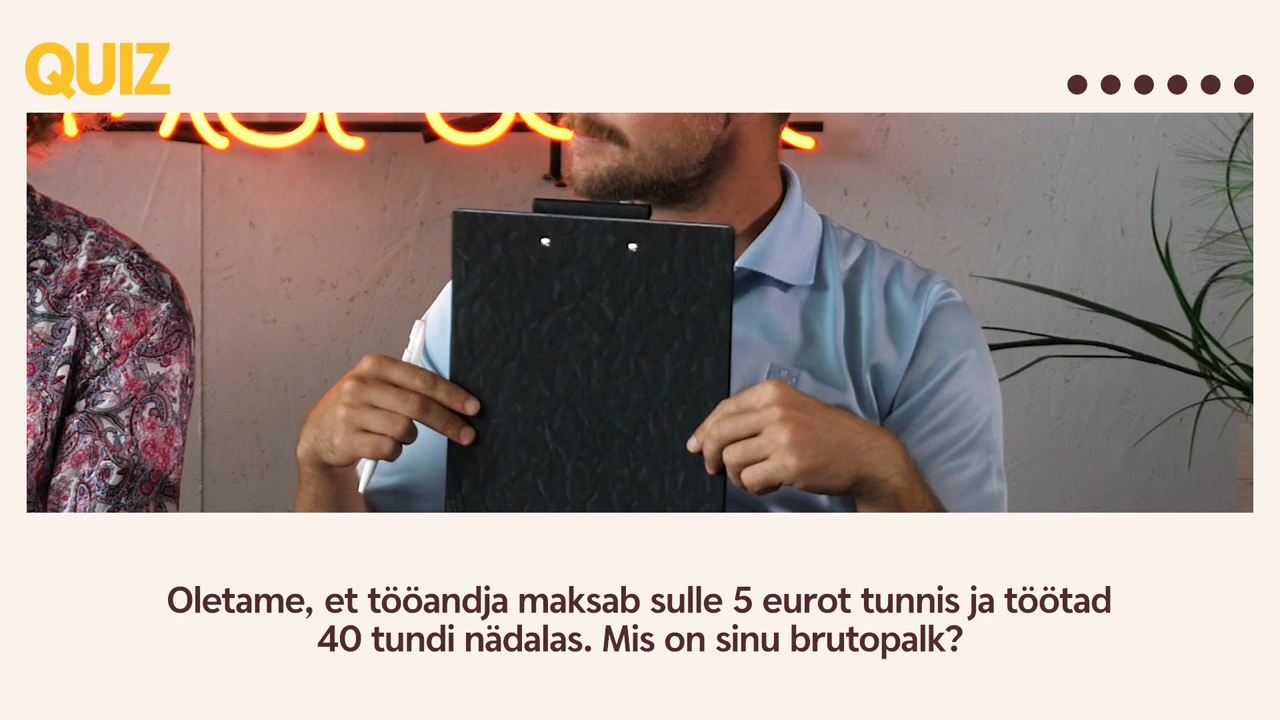 QUIZ
Oletame, et tööandja maksab sulle 5 eurot tunnis ja töötad
40 tundi nädalas. Mis on sinu brutopalk?